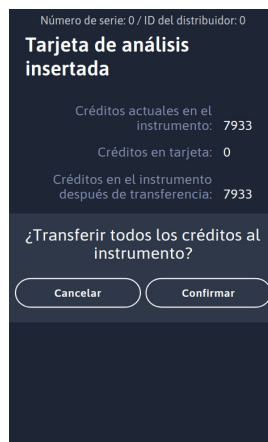 Número de serie: 0 / ID del distribuidor: 0
Tarjeta de análisis
insertada
Créditos actuales en el
instrumento: 7933
Créditos en tarjeta: 0
Créditos en el instrumento
después de transferencia: 7933
¿Transferir todos los créditos al
instrumento?
Cancelar Confirmar